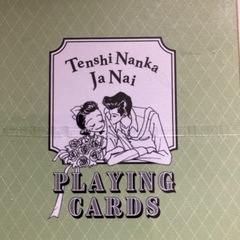 Tenshi Nanka
Ja Nai
PLAYING
CARDS